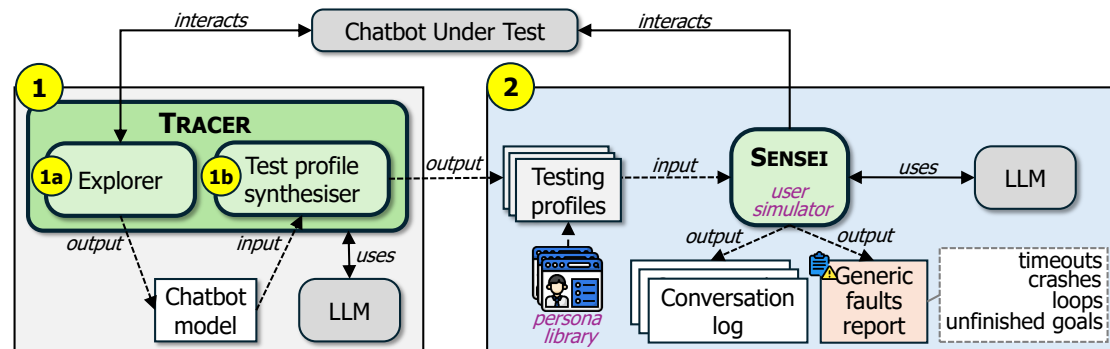 interacts
Chatbot Under Test
interacts
1
TRACER
1a
Explorer
1b
Test profile
synthesiser
output
input
uses
Chatbot
model
LLM
output
2
Testing
profiles
input
SENSEI
user
simulator
uses
LLM
persona
library
output
output
Conversation
log
Generic
faults
report
timeouts
crashes
loops
unfinished goals